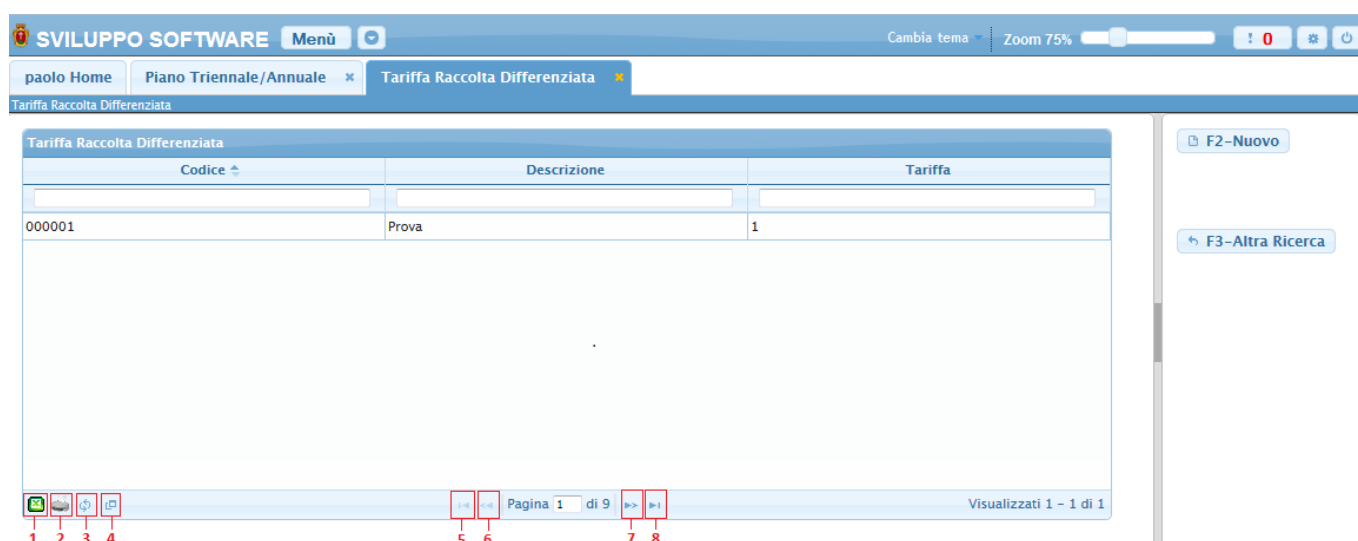 SVILUPPO SOFTWARE Menù Cambia tema Zoom 75% ! 0
paolo Home Piano Triennale/Annuale × Tariffa Raccolta Differenziata ×
Tariffa Raccolta Differenziata
Tariffa Raccolta Differenziata
Codice Descrizione Tariffa
000001 Prova 1
F2-Nuovo
F3-Altra Ricerca
Pagina 1 di 9 Visualizzati 1 - 1 di 1
1 2 3 4 5 6 7 8